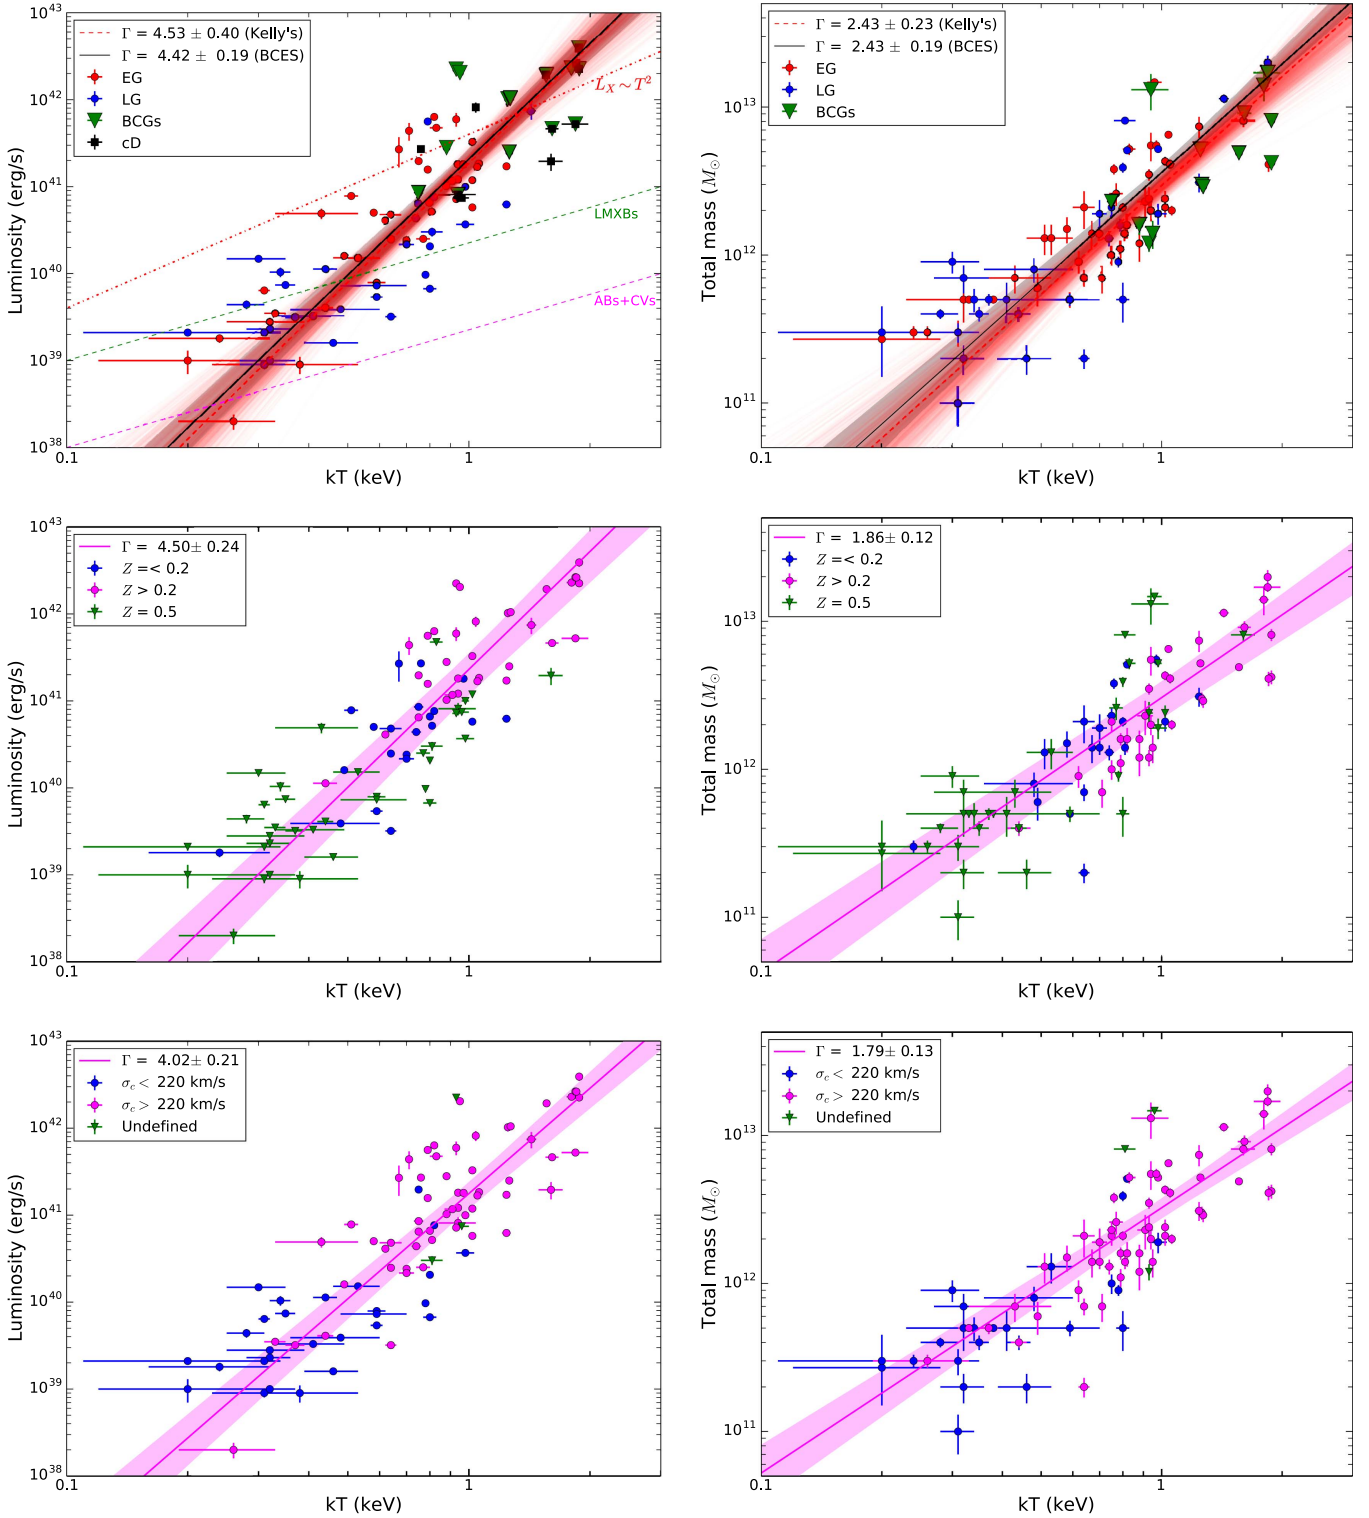 10^43
10^42
10^41
10^40
10^39
10^38
Luminosity (erg/s)
Γ = 4.53 ± 0.40 (Kelly's)
Γ = 4.42 ± 0.19 (BCES)
EG
LG
BCGs
cD
L_X ~ T^2
LMXBs
ABs+CVs
0.1
1
kT (keV)
10^13
10^12
10^11
Total mass (M_⊙)
Γ = 2.43 ± 0.23 (Kelly's)
Γ = 2.43 ± 0.19 (BCES)
EG
LG
BCGs
0.1
1
kT (keV)
10^43
10^42
10^41
10^40
10^39
10^38
Luminosity (erg/s)
Γ = 4.50± 0.24
Z =< 0.2
Z > 0.2
Z = 0.5
0.1
1
kT (keV)
10^13
10^12
10^11
Total mass (M_⊙)
Γ = 1.86± 0.12
Z =< 0.2
Z > 0.2
Z = 0.5
0.1
1
kT (keV)
10^43
10^42
10^41
10^40
10^39
10^38
Luminosity (erg/s)
Γ = 4.02± 0.21
σ_c < 220 km/s
σ_c > 220 km/s
Undefined
0.1
1
kT (keV)
10^13
10^12
10^11
Total mass (M_⊙)
Γ = 1.79± 0.13
σ_c < 220 km/s
σ_c > 220 km/s
Undefined
0.1
1
kT (keV)